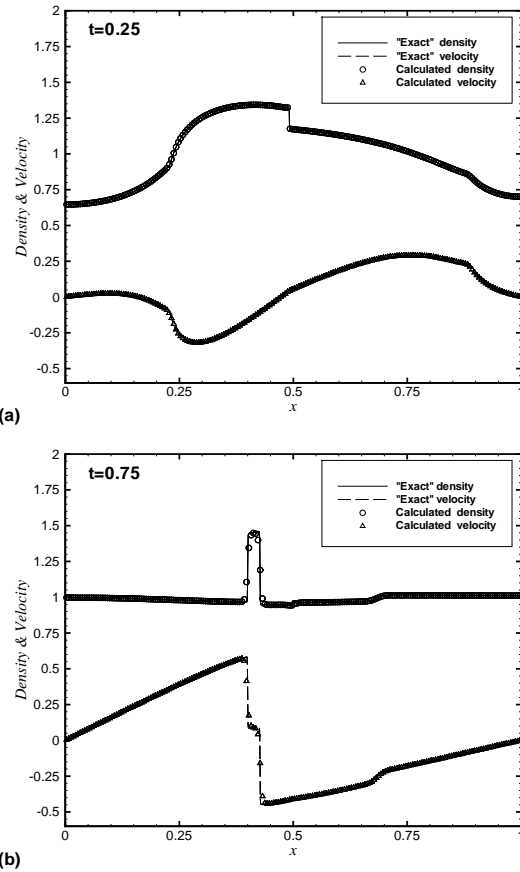 t=0.25
"Exact" density
"Exact" velocity
Calculated density
Calculated velocity
Density & Velocity
2
1.75
1.5
1.25
1
0.75
0.5
0.25
0
-0.25
-0.5
0
0.25
0.5
0.75
1
x
(a)
t=0.75
"Exact" density
"Exact" velocity
Calculated density
Calculated velocity
Density & Velocity
2
1.75
1.5
1.25
1
0.75
0.5
0.25
0
-0.25
-0.5
0
0.25
0.5
0.75
1
x
(b)